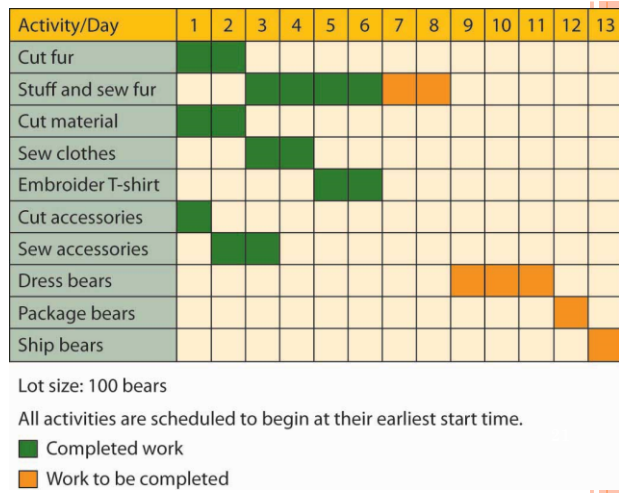 Activity/Day 1 2 3 4 5 6 7 8 9 10 11 12 13
Cut fur
Stuff and sew fur
Cut material
Sew clothes
Embroider T-shirt
Cut accessories
Sew accessories
Dress bears
Package bears
Ship bears
Lot size: 100 bears
All activities are scheduled to begin at their earliest start time.
Completed work
Work to be completed